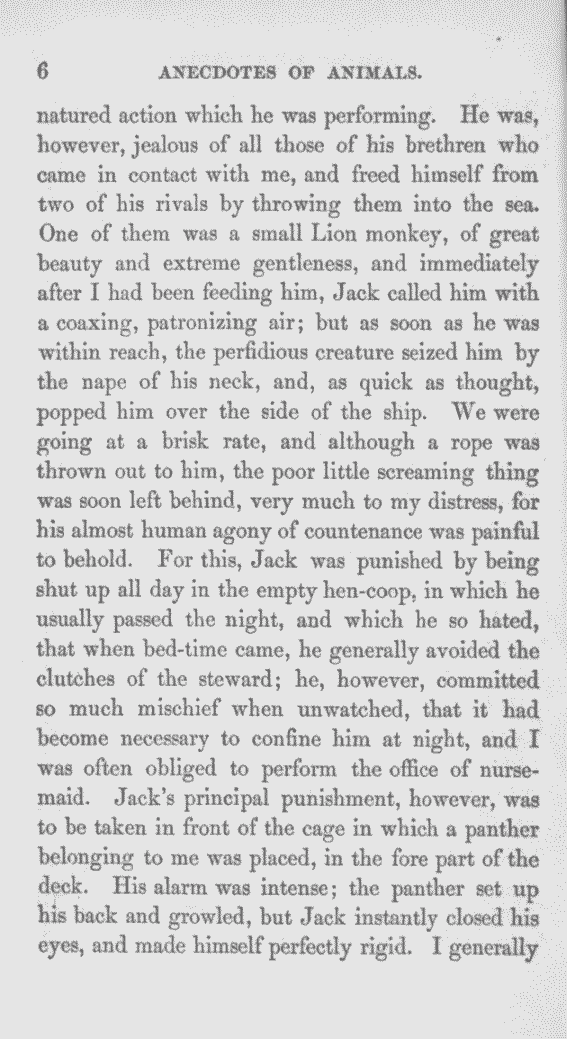 6 ANECDOTES OF ANIMALS.
natured action which he was performing. He was,
however, jealous of all those of his brethren who
came in contact with me, and freed himself from
two of his rivals by throwing them into the sea.
One of them was a small Lion monkey, of great
beauty and extreme gentleness, and immediately
after I had been feeding him, Jack called him with
a coaxing, patronizing air; but as soon as he was
within reach, the perfidious creature seized him by
the nape of his neck, and, as quick as thought,
popped him over the side of the ship. We were
going at a brisk rate, and although a rope was
thrown out to him, the poor little screaming thing
was soon left behind, very much to my distress, for
his almost human agony of countenance was painful
to behold. For this, Jack was punished by being
shut up all day in the empty hen-coop, in which he
usually passed the night, and which he so hated,
that when bed-time came, he generally avoided the
clutches of the steward; he, however, committed
so much mischief when unwatched, that it had
become necessary to confine him at night, and I
was often obliged to perform the office of nurse-
maid. Jack's principal punishment, however, was
to be taken in front of the cage in which a panther
belonging to me was placed, in the fore part of the
deck. His alarm was intense; the panther set up
his back and growled, but Jack instantly closed his
eyes, and made himself perfectly rigid. I generally